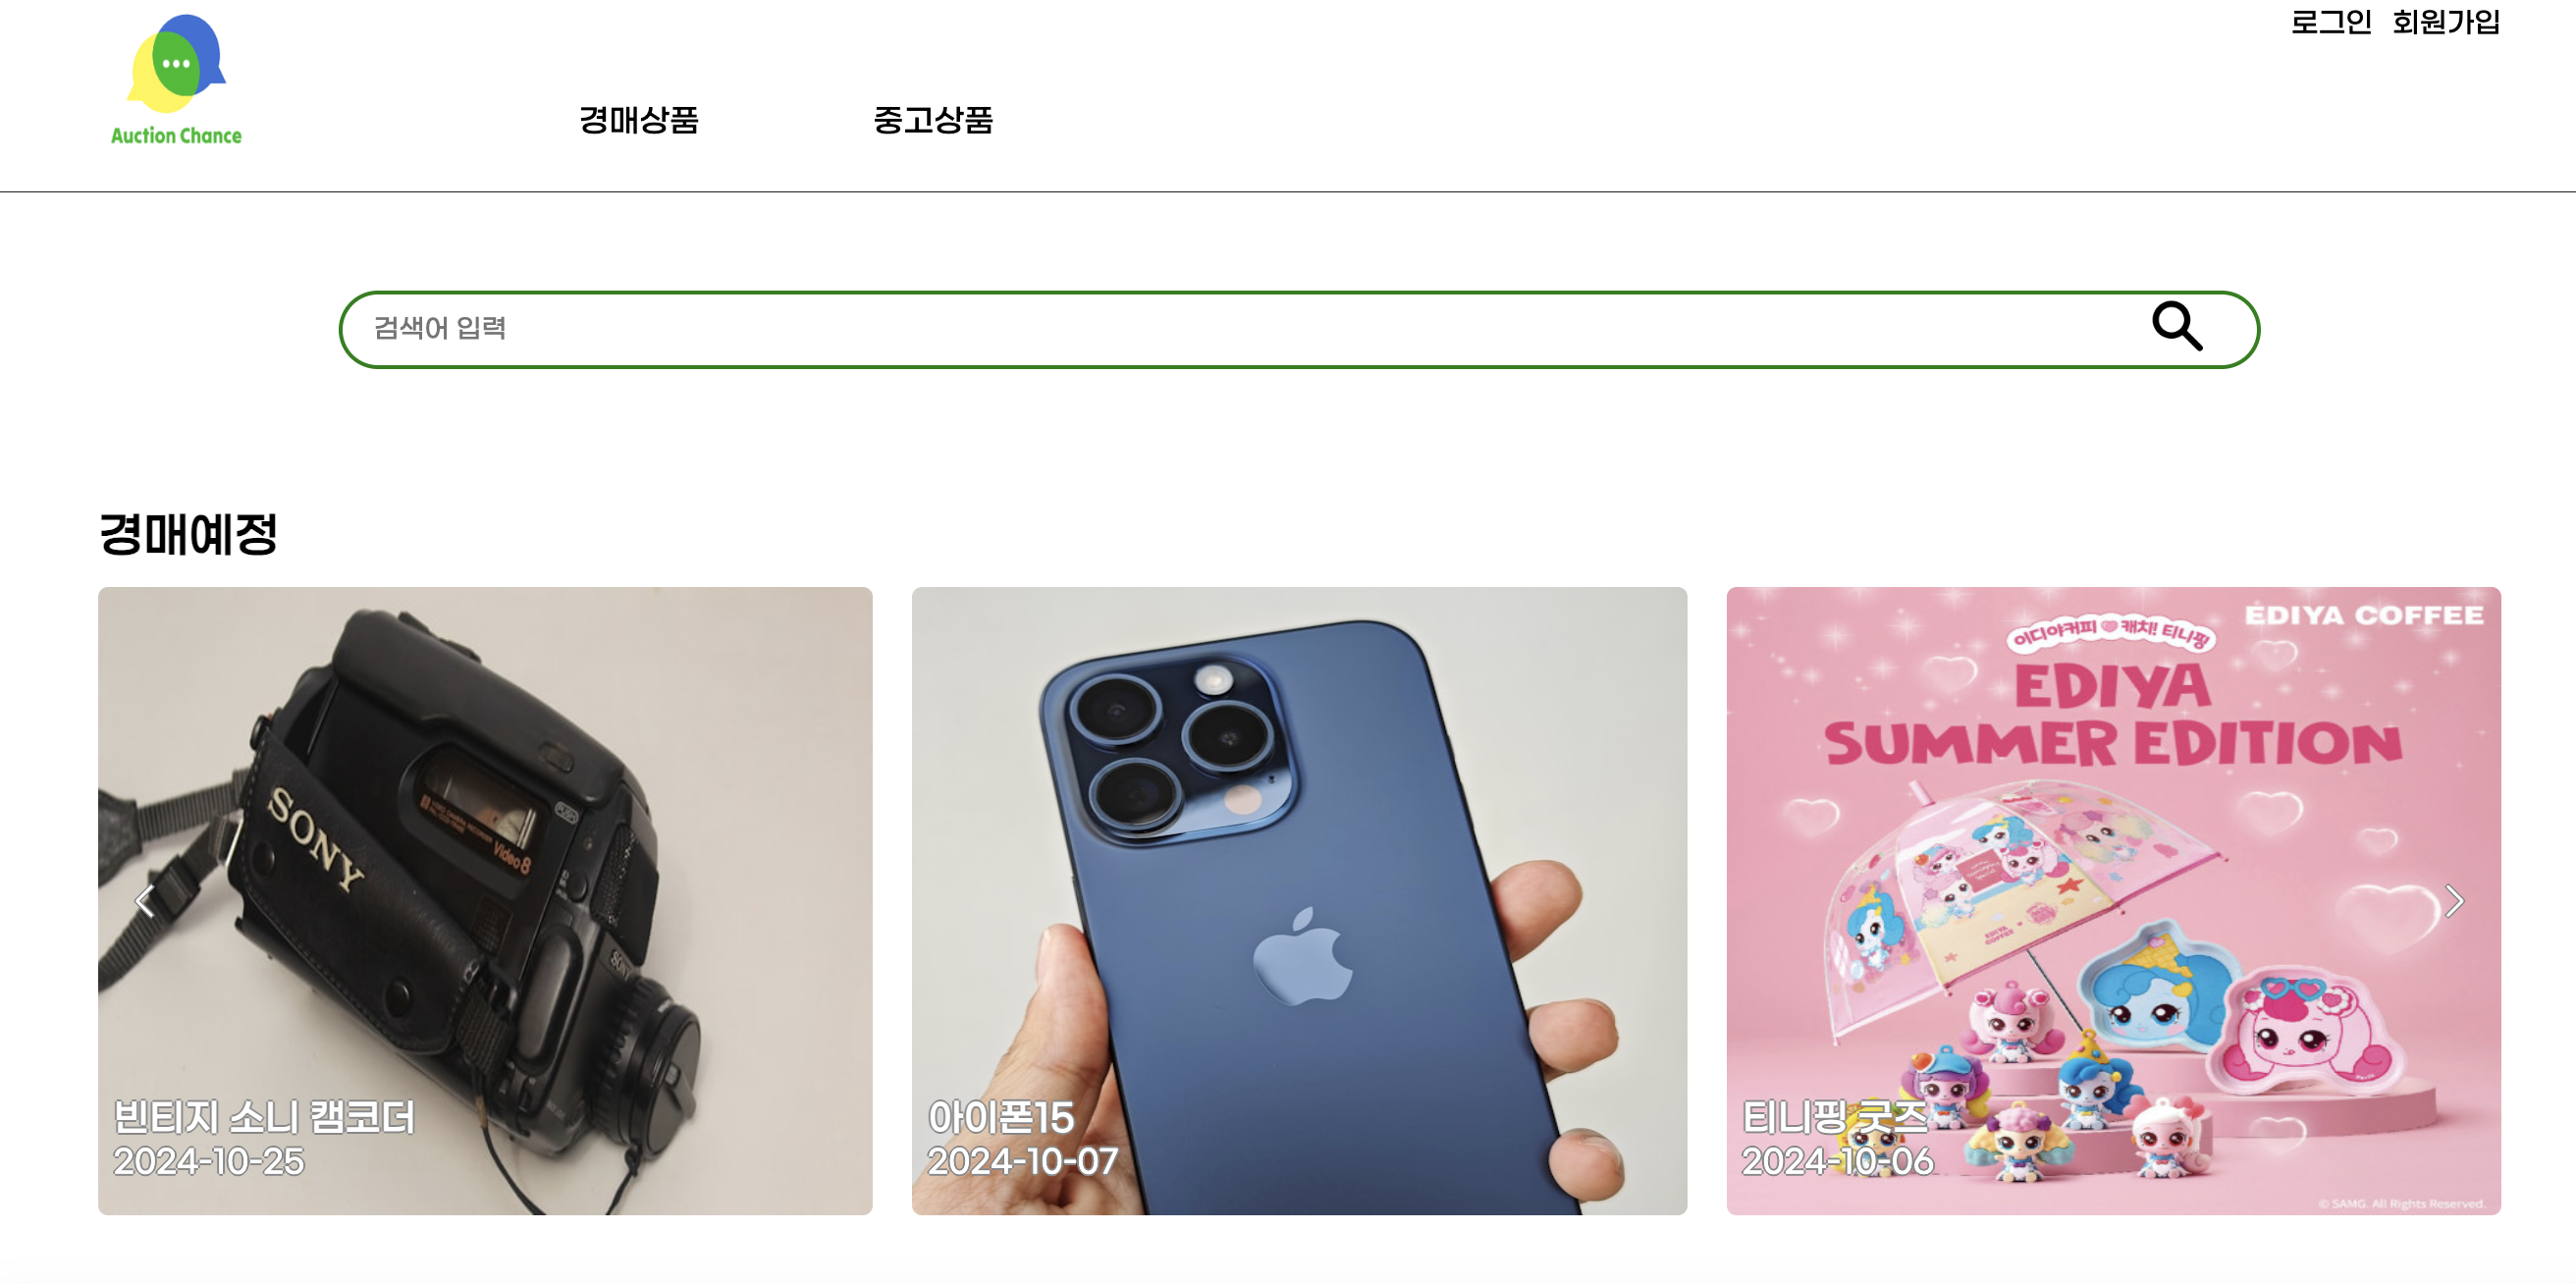 로그인 회원가입
Auction Chance
경매상품 중고상품
검색어 입력
경매예정
SONY
Video 8
SONY
빈티지 소니 캠코더
2024-10-25
아이폰15
2024-10-07
EDIYA COFFEE
이디야커피 캐치! 티니핑
EDIYA
SUMMER EDITION
EDIYA
COFFEE
티니핑 굿즈
2024-10-06
© SAMG. All Rights Reserved.